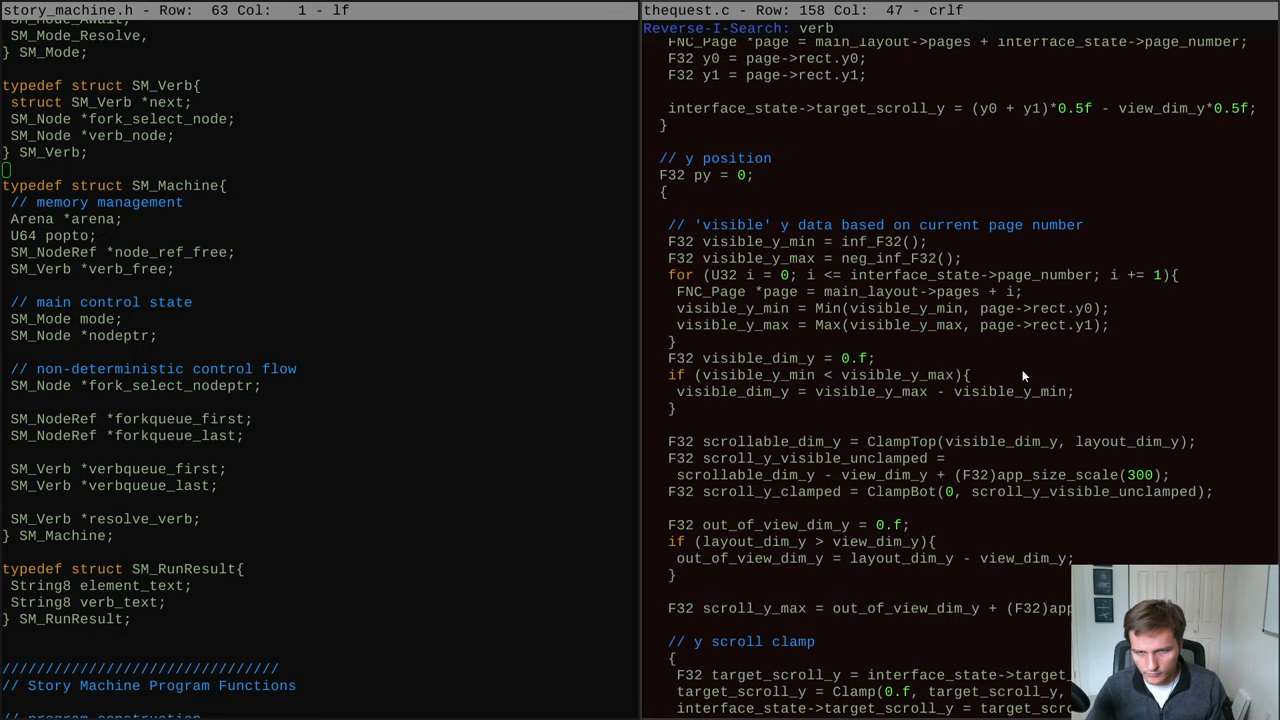 story_machine.h - Row:  63 Col:   1 - lf
SM_Mode_Await,
SM_Mode_Resolve,
} SM_Mode;
typedef struct SM_Verb{
struct SM_Verb *next;
SM_Node *fork_select_node;
SM_Node *verb_node;
} SM_Verb;
typedef struct SM_Machine{
// memory management
Arena *arena;
U64 popto;
SM_NodeRef *node_ref_free;
SM_Verb *verb_free;
// main control state
SM_Mode mode;
SM_Node *nodeptr;
// non-deterministic control flow
SM_Node *fork_select_nodeptr;
SM_NodeRef *forkqueue_first;
SM_NodeRef *forkqueue_last;
SM_Verb *verbqueue_first;
SM_Verb *verbqueue_last;
SM_Verb *resolve_verb;
} SM_Machine;
typedef struct SM_RunResult{
String8 element_text;
String8 verb_text;
} SM_RunResult;
////////////////////////////////
// Story Machine Program Functions
// program construction
thequest.c - Row: 158 Col:  47 - crlf
Reverse-I-Search: verb
FNC_Page *page = main_layout->pages + interface_state->page_number;
F32 y0 = page->rect.y0;
F32 y1 = page->rect.y1;
interface_state->target_scroll_y = (y0 + y1)*0.5f - view_dim_y*0.5f;
}
// y position
F32 py = 0;
{
// 'visible' y data based on current page number
F32 visible_y_min = inf_F32();
F32 visible_y_max = neg_inf_F32();
for (U32 i = 0; i <= interface_state->page_number; i += 1){
FNC_Page *page = main_layout->pages + i;
visible_y_min = Min(visible_y_min, page->rect.y0);
visible_y_max = Max(visible_y_max, page->rect.y1);
}
F32 visible_dim_y = 0.f;
if (visible_y_min < visible_y_max){
visible_dim_y = visible_y_max - visible_y_min;
}
F32 scrollable_dim_y = ClampTop(visible_dim_y, layout_dim_y);
F32 scroll_y_visible_unclamped =
scrollable_dim_y - view_dim_y + (F32)app_size_scale(300);
F32 scroll_y_clamped = ClampBot(0, scroll_y_visible_unclamped);
F32 out_of_view_dim_y = 0.f;
if (layout_dim_y > view_dim_y){
out_of_view_dim_y = layout_dim_y - view_dim_y;
}
F32 scroll_y_max = out_of_view_dim_y + (F32)app
// y scroll clamp
{
F32 target_scroll_y = interface_state->target_
target_scroll_y = Clamp(0.f, target_scroll_y,
interface_state->target_scroll_y = target_scro